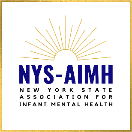 NYS-AIMH
NEW YORK STATE
ASSOCIATION FOR
INFANT MENTAL HEALTH